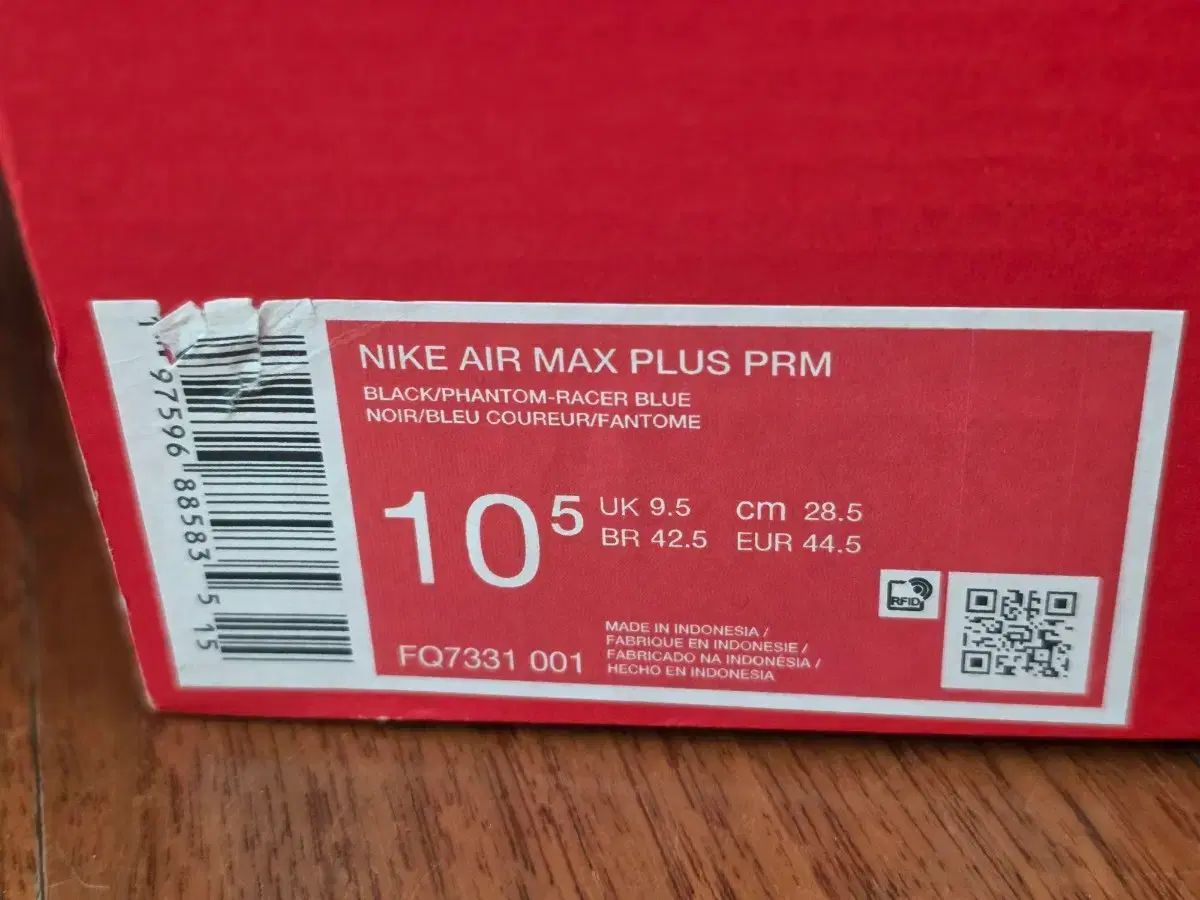 NIKE AIR MAX PLUS PRM
BLACK/PHANTOM-RACER BLUE
NOIR/BLEU COUREUR/FANTOME
10 5
UK 9.5 cm 28.5
BR 42.5 EUR 44.5
RFID
FQ7331 001
MADE IN INDONESIA /
FABRIQUE EN INDONESIE /
FABRICADO NA INDONÉSIA /
HECHO EN INDONESIA
97596 88583 5 15